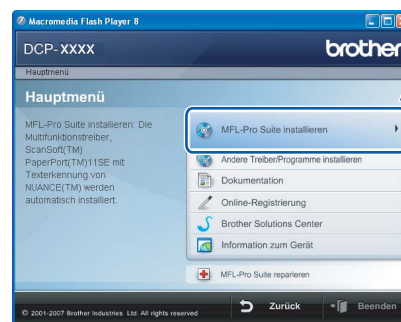 Macromedia Flash Player 8
DCP-XXXX
brother
Hauptmenü
Hauptmenü
MFL-Pro Suite installieren: Die
Multifunktionstreiber,
ScanSoft(TM)
PaperPort(TM)11SE mit
Texterkennung von
NUANCE(TM) werden
automatisch installiert.
MFL-Pro Suite installieren
Andere Treiber/Programme installieren
Dokumentation
Online-Registrierung
Brother Solutions Center
Information zum Gerät
MFL-Pro Suite reparieren
© 2001-2007 Brother Industries Ltd. All rights reserved
Zurück
Beenden